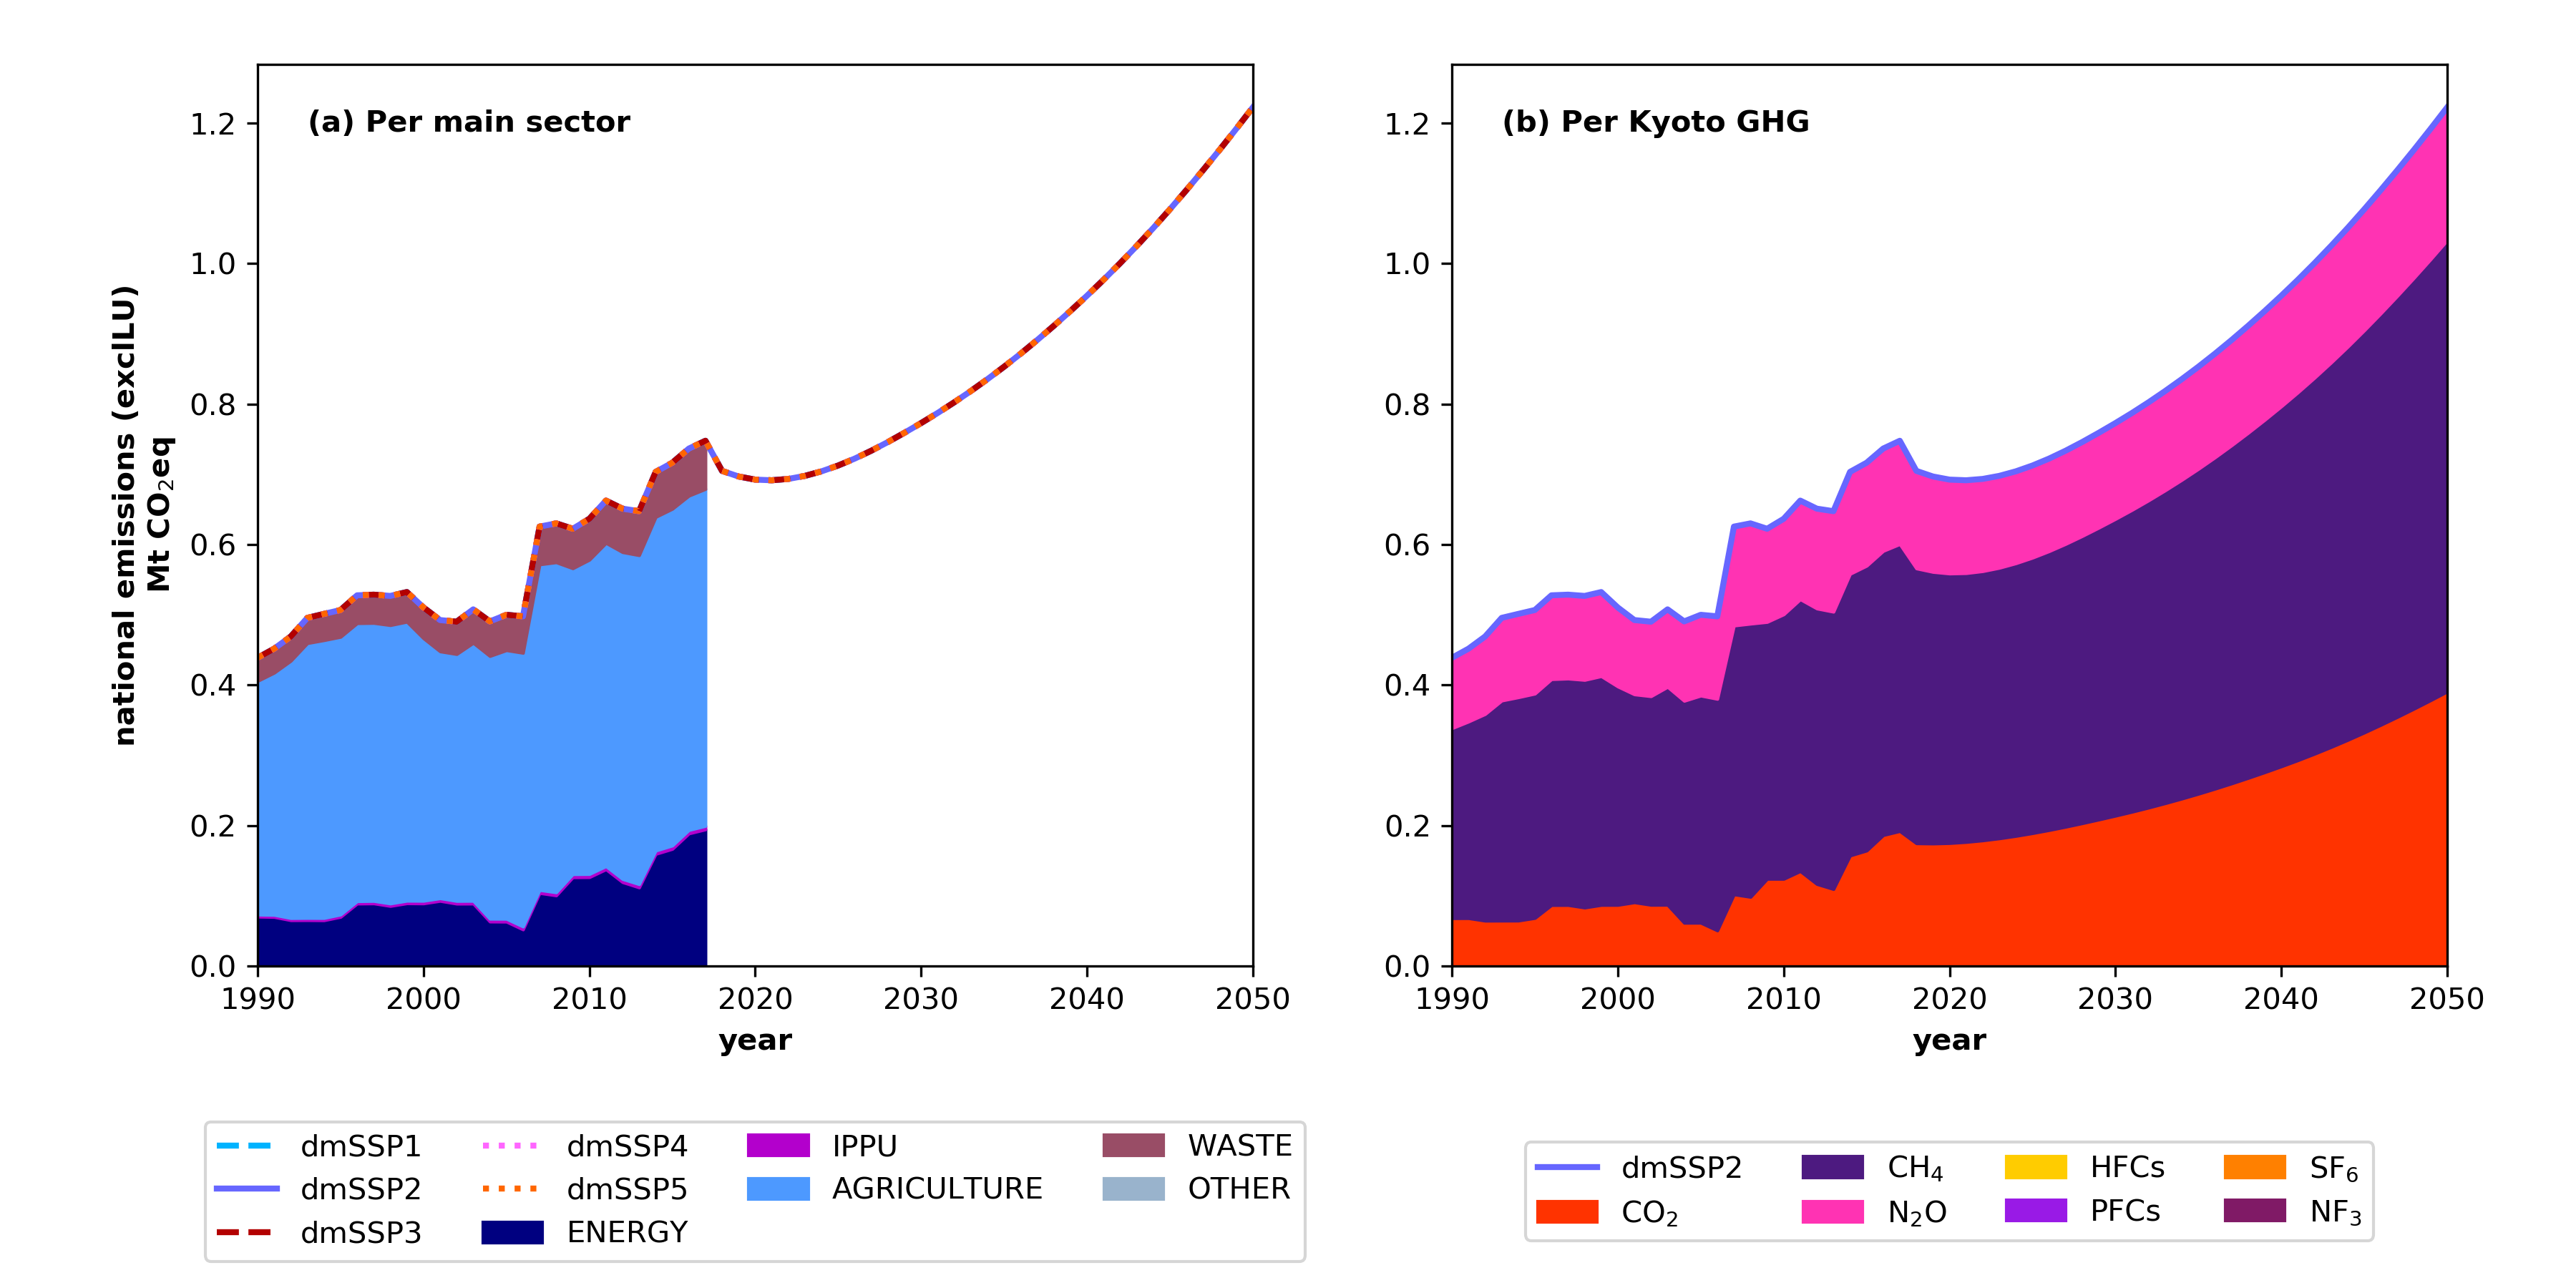 (a) Per main sector
national emissions (exclLU)
Mt CO₂eq
1.2
1.0
0.8
0.6
0.4
0.2
0.0
1990 2000 2010 2020 2030 2040 2050
year
dmSSP1 dmSSP4 IPPU WASTE
dmSSP2 dmSSP5 AGRICULTURE OTHER
dmSSP3 ENERGY
(b) Per Kyoto GHG
1.2
1.0
0.8
0.6
0.4
0.2
0.0
1990 2000 2010 2020 2030 2040 2050
year
dmSSP2 CH₄ HFCs SF₆
CO₂ N₂O PFCs NF₃